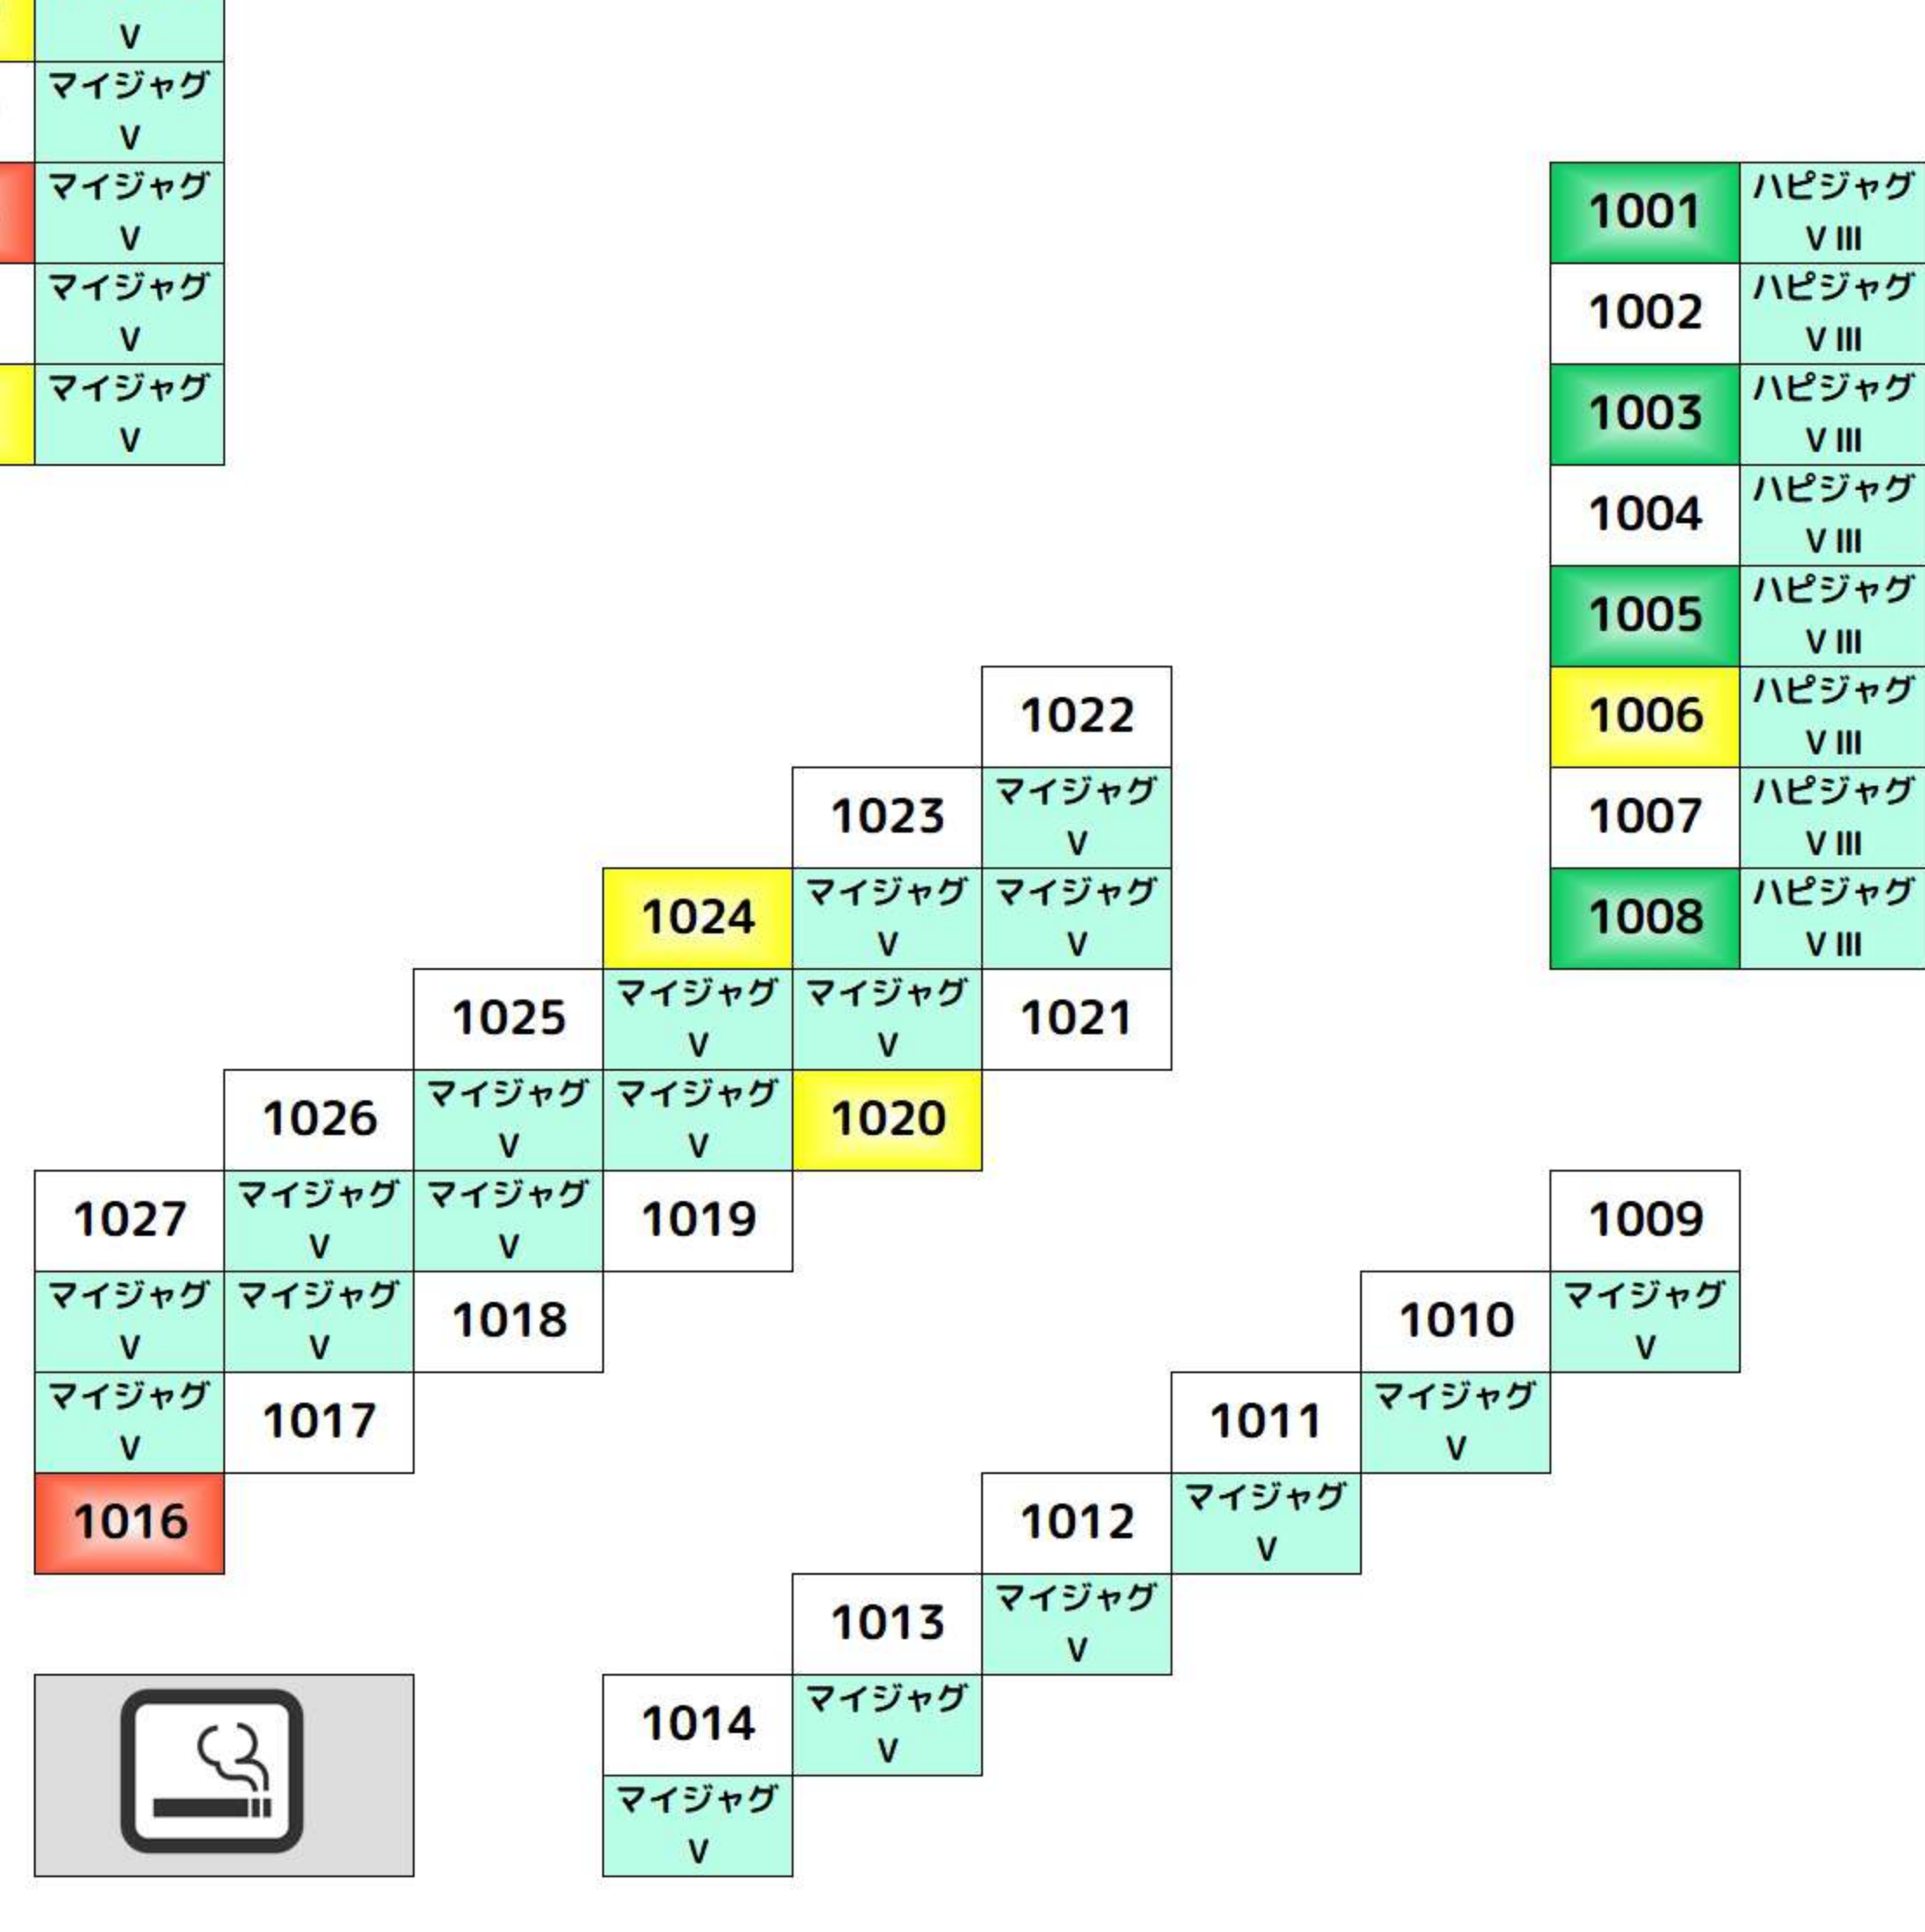 V
マイジャグ
V
マイジャグ
V
マイジャグ
V
マイジャグ
V
1001
ハピジャグ
V III
1002
ハピジャグ
V III
1003
ハピジャグ
V III
1004
ハピジャグ
V III
1005
ハピジャグ
V III
1006
ハピジャグ
V III
1007
ハピジャグ
V III
1008
ハピジャグ
V III
1022
マイジャグ
V
1023
マイジャグ
V
1024
マイジャグ
V
1025
マイジャグ
V
1026
マイジャグ
V
1027
マイジャグ
V
マイジャグ
V
1021
マイジャグ
V
1020
マイジャグ
V
1019
マイジャグ
V
1018
マイジャグ
V
1017
マイジャグ
V
1016
1009
マイジャグ
V
1010
マイジャグ
V
1011
マイジャグ
V
1012
マイジャグ
V
1013
マイジャグ
V
1014
マイジャグ
V